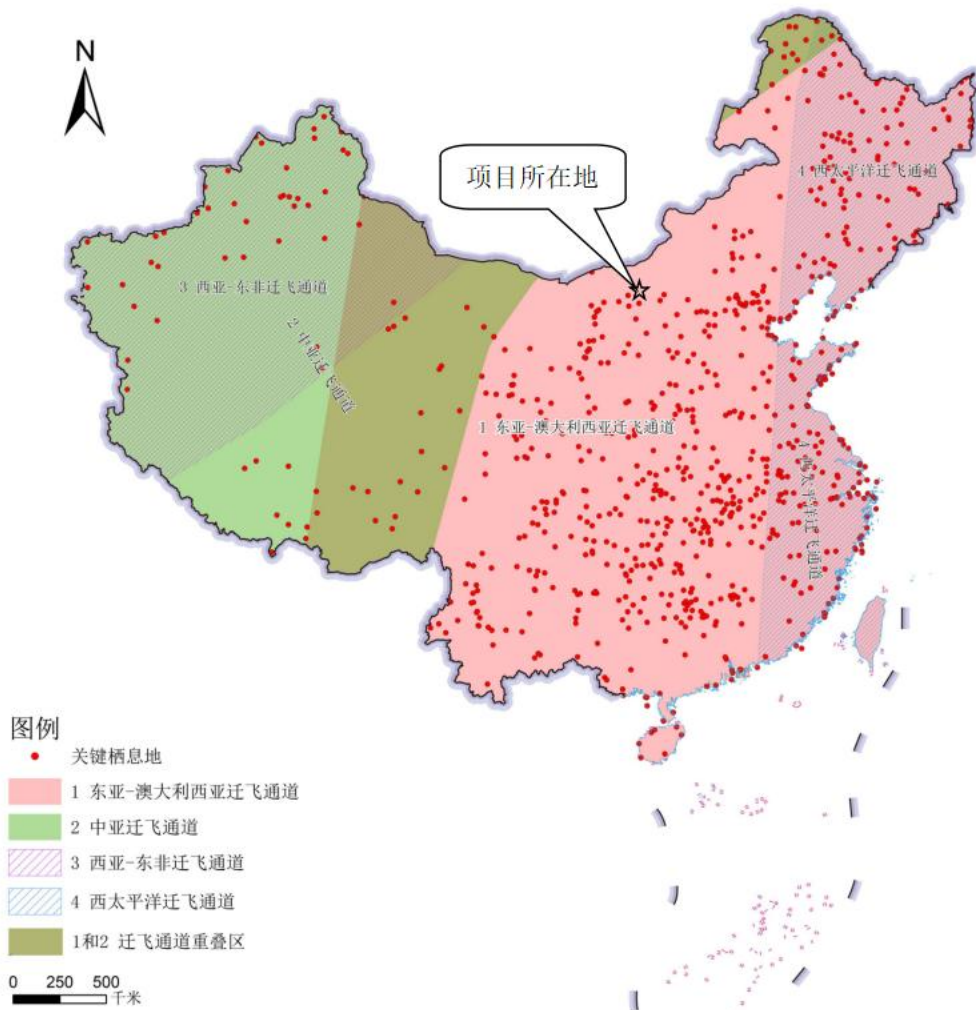 N
项目所在地
4 西太平洋迁飞通道
3 西亚-东非迁飞通道
2 中亚迁飞通道
1 东亚-澳大利西亚迁飞通道
4 西太平洋迁飞通道
图例
关键栖息地
1 东亚-澳大利西亚迁飞通道
2 中亚迁飞通道
3 西亚-东非迁飞通道
4 西太平洋迁飞通道
1和2 迁飞通道重叠区
0 250 500
千米